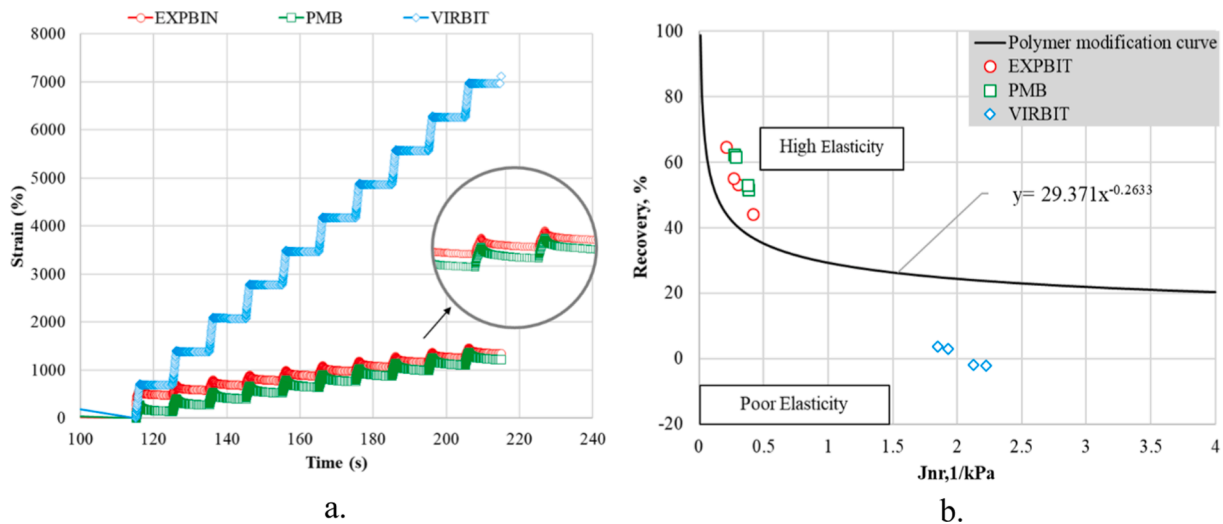 EXPBIN PMB VIRBIT
8000
7000
6000
5000
4000
3000
2000
1000
0
Strain (%)
100 120 140 160 180 200 220 240
Time (s)
a.
100
80
60
40
20
0
-20
Recovery, %
Polymer modification curve
EXPBIT
PMB
VIRBIT
High Elasticity
y= 29.371x-0.2633
Poor Elasticity
0 0.5 1 1.5 2 2.5 3 3.5 4
Jnr,1/kPa
b.